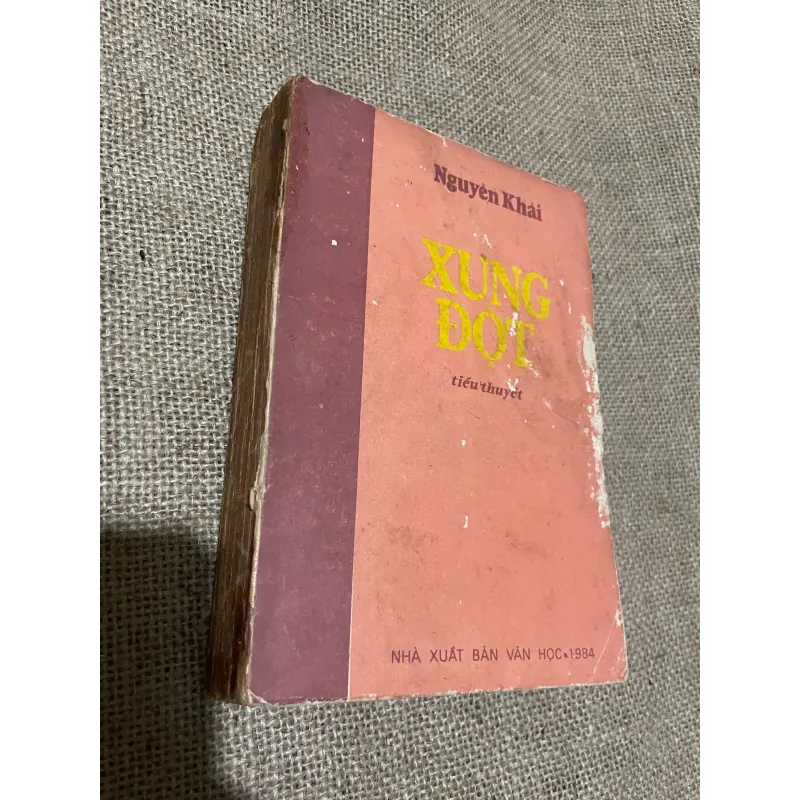 Nguyễn Khải
XUNG
ĐỘT
tiểu thuyết
NHÀ XUẤT BẢN VĂN HỌC • 1984